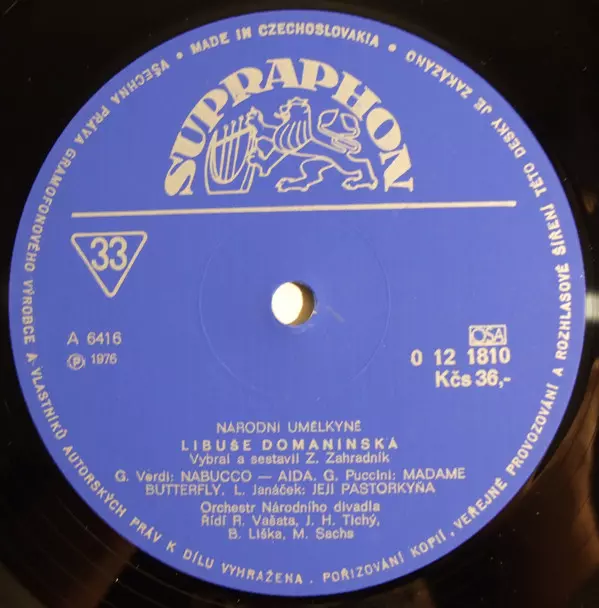 VŠECHNA PRÁVA GRAMOFONOVÉHO VÝROBCE A VLASTNÍKŮ AUTORSKÝCH PRÁV K DÍLU VYHRAŽENA. POŘIZOVÁNÍ KOPIÍ, VEŘEJNÉ PROVOZOVÁNÍ A ROZHLASOVÉ ŠÍŘENÍ TÉTO DESKY JE ZAKÁZÁNO • MADE IN CZECHOSLOVAKIA •
SUPRAPHON
33
A 6416
℗ 1976
OSA
0 12 1810
Kčs 36,-
NÁRODNÍ UMĚLKYNĚ
LIBUŠE DOMANÍNSKÁ
Vybral a sestavil Z. Zahradník
G. Verdi: NABUCCO — AIDA. G. Puccini: MADAME
BUTTERFLY. L. Janáček: JEJÍ PASTORKYŇA
Orchestr Národního divadla
Řídí R. Vašata, J. H. Tichý,
B. Liška, M. Sachs